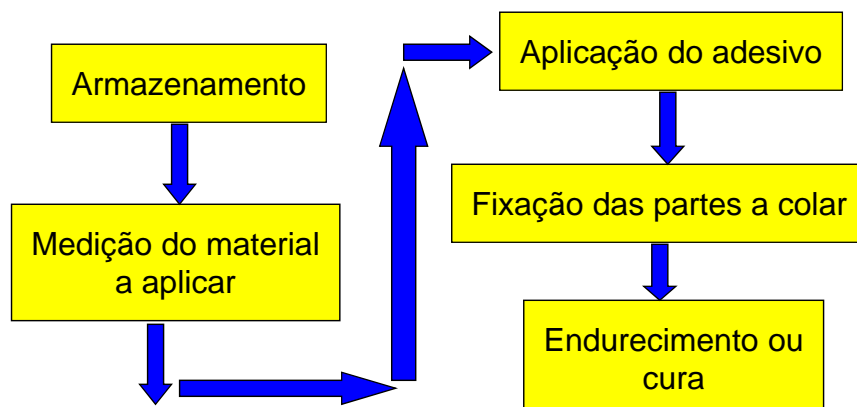 Armazenamento
Medição do material
a aplicar
Aplicação do adesivo
Fixação das partes a colar
Endurecimento ou
cura